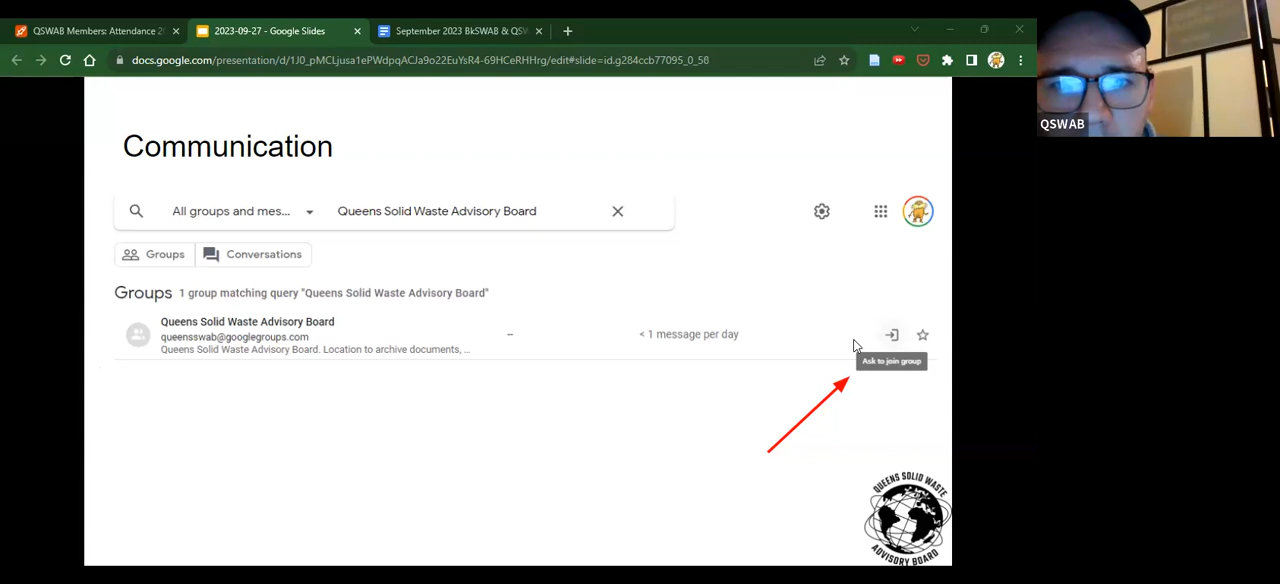 QSWAB Members: Attendance 20
2023-09-27 - Google Slides
September 2023 BkSWAB & QSW
docs.google.com/presentation/d/1J0_pMCLjusa1ePWdpqACJa9o22EuYsR4-69HCeRHHrg/edit#slide=id.g284ccb77095_0_58
QSWAB
Communication
All groups and mes...
Queens Solid Waste Advisory Board
Groups
Conversations
Groups 1 group matching query "Queens Solid Waste Advisory Board"
Queens Solid Waste Advisory Board
queensswab@googlegroups.com
Queens Solid Waste Advisory Board. Location to archive documents, ...
–
< 1 message per day
Ask to join group
QUEENS SOLID WASTE
ADVISORY BOARD